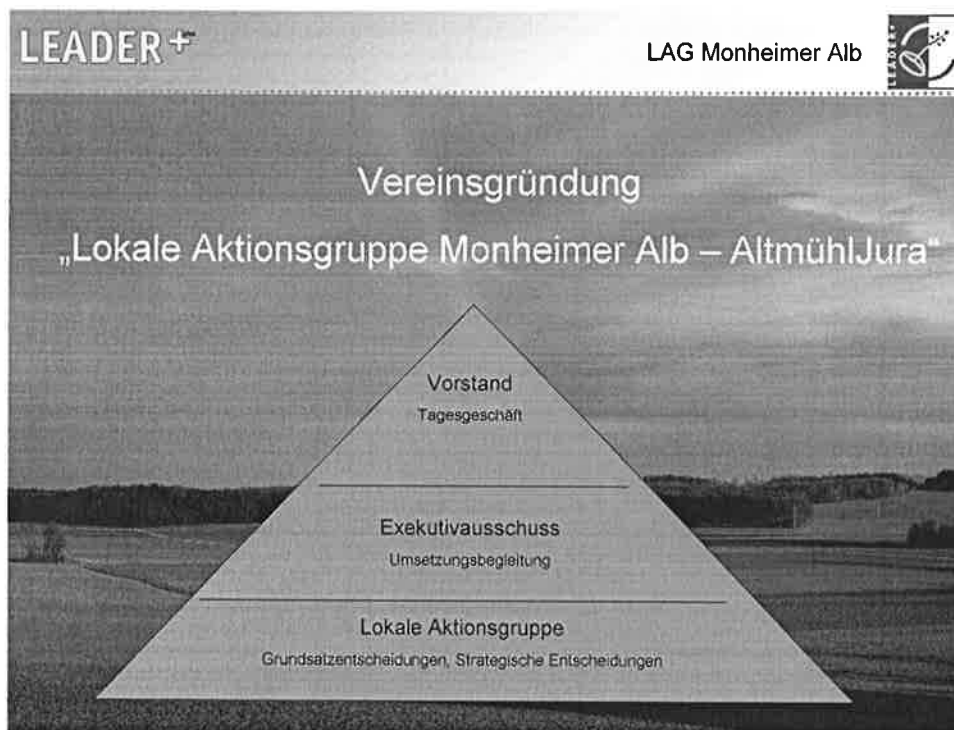 LEADER+
LAG Monheimer Alb
LEADER+
Vereinsgründung
„Lokale Aktionsgruppe Monheimer Alb – AltmühlJura“
Vorstand
Tagesgeschäft
Exekutivausschuss
Umsetzungsbegleitung
Lokale Aktionsgruppe
Grundsatzentscheidungen, Strategische Entscheidungen